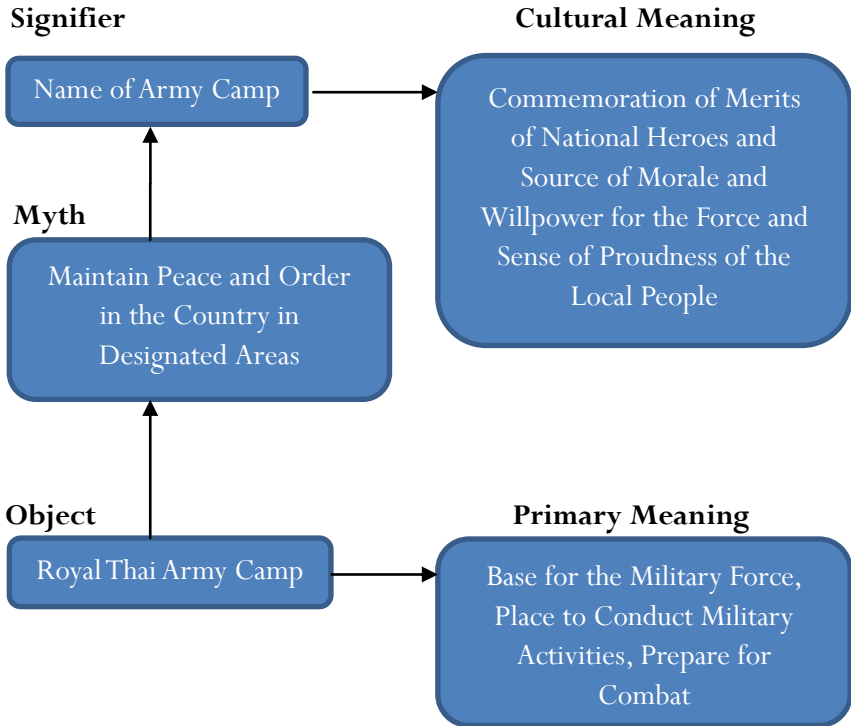 Signifier
Cultural Meaning
Name of Army Camp
Commemoration of Merits
of National Heroes and
Source of Morale and
Willpower for the Force and
Sense of Proudness of the
Local People
Myth
Maintain Peace and Order
in the Country in
Designated Areas
Object
Primary Meaning
Royal Thai Army Camp
Base for the Military Force,
Place to Conduct Military
Activities, Prepare for
Combat